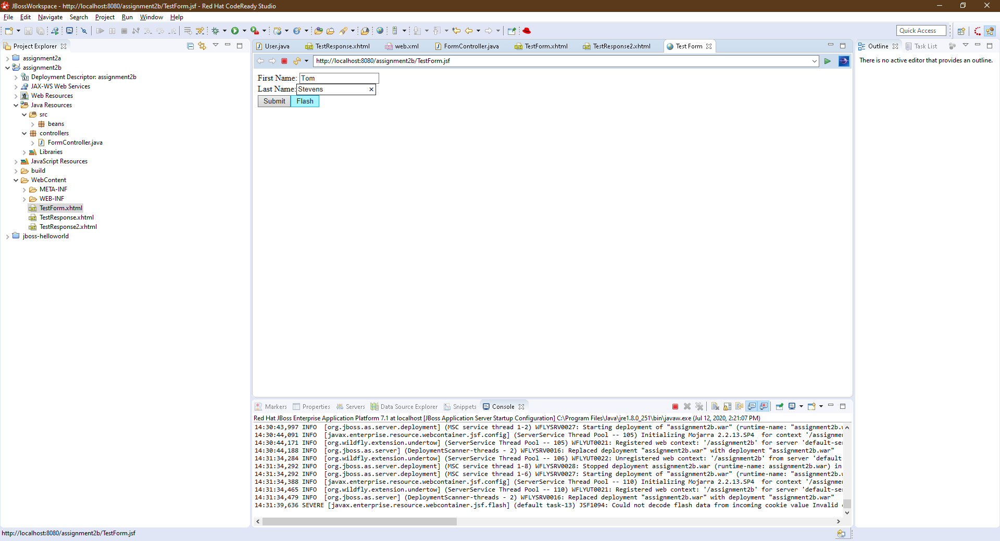 JBossWorkspace - http://localhost:8080/assignment2b/TestForm.jsf - Red Hat CodeReady Studio
File Edit Navigate Search Project Run Window Help
Quick Access
Project Explorer
assignment2a
assignment2b
Deployment Descriptor: assignment2b
JAX-WS Web Services
Web Resources
Java Resources
src
beans
controllers
FormController.java
Libraries
JavaScript Resources
build
WebContent
META-INF
WEB-INF
TestForm.xhtml
TestResponse.xhtml
TestResponse2.xhtml
jboss-helloworld
User.java TestResponse.xhtml web.xml FormController.java TestForm.xhtml TestResponse2.xhtml Test Form
http://localhost:8080/assignment2b/TestForm.jsf
First Name: Tom
Last Name: Stevens
Submit Flash
Outline Task List
There is no active editor that provides an outline.
Markers Properties Servers Data Source Explorer Snippets Console
Red Hat JBoss Enterprise Application Platform 7.1 at localhost [JBoss Application Server Startup Configuration] C:\Program Files\Java\jre1.8.0_251\bin\javaw.exe (Jul 12, 2020, 2:21:07 PM)
14:30:43,997 INFO [org.jboss.as.server.deployment] (MSC service thread 1-2) WFLYSRV0027: Starting deployment of "assignment2b.war" (runtime-name: "assignment2b.w
14:30:44,091 INFO [javax.enterprise.resource.webcontainer.jsf.config] (ServerService Thread Pool -- 105) Initializing Mojarra 2.2.13.SP4 for context '/assignmen
14:30:44,171 INFO [org.wildfly.extension.undertow] (ServerService Thread Pool -- 105) WFLYUT0021: Registered web context: '/assignment2b' for server 'default-se
14:30:44,188 INFO [org.jboss.as.server] (DeploymentScanner-threads - 2) WFLYSRV0016: Replaced deployment "assignment2b.war" with deployment "assignment2b.war"
14:31:34,284 INFO [org.wildfly.extension.undertow] (ServerService Thread Pool -- 106) WFLYUT0022: Unregistered web context: '/assignment2b' from server 'default-
14:31:34,292 INFO [org.jboss.as.server.deployment] (MSC service thread 1-8) WFLYSRV0028: Stopped deployment assignment2b.war (runtime-name: assignment2b.war) in
14:31:34,292 INFO [org.jboss.as.server.deployment] (MSC service thread 1-6) WFLYSRV0027: Starting deployment of "assignment2b.war" (runtime-name: "assignment2b.w
14:31:34,388 INFO [javax.enterprise.resource.webcontainer.jsf.config] (ServerService Thread Pool -- 110) Initializing Mojarra 2.2.13.SP4 for context '/assignmen
14:31:34,465 INFO [org.wildfly.extension.undertow] (ServerService Thread Pool -- 110) WFLYUT0021: Registered web context: '/assignment2b' for server 'default-se
14:31:34,479 INFO [org.jboss.as.server] (DeploymentScanner-threads - 2) WFLYSRV0016: Replaced deployment "assignment2b.war" with deployment "assignment2b.war"
14:31:39,636 SEVERE [javax.enterprise.resource.webcontainer.jsf.flash] (default task-13) JSF1094: Could not decode flash data from incoming cookie value Invalid
http://localhost:8080/assignment2b/TestForm.jsf